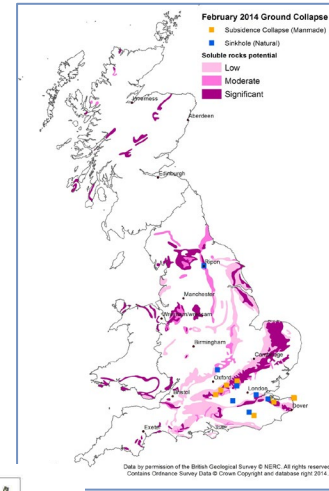 February 2014 Ground Collapse
Subsidence Collapse (Manmade)
Sinkhole (Natural)
Soluble rocks potential
Low
Moderate
Significant
Inverness
Aberdeen
Edinburgh
Ripon
Manchester
Birmingham
Cambridge
Oxford
London
Bristol
Dover
Exeter
Data by permission of the British Geological Survey © NERC. All rights reserve
Contains Ordnance Survey Data © Crown Copyright and database right 2014.